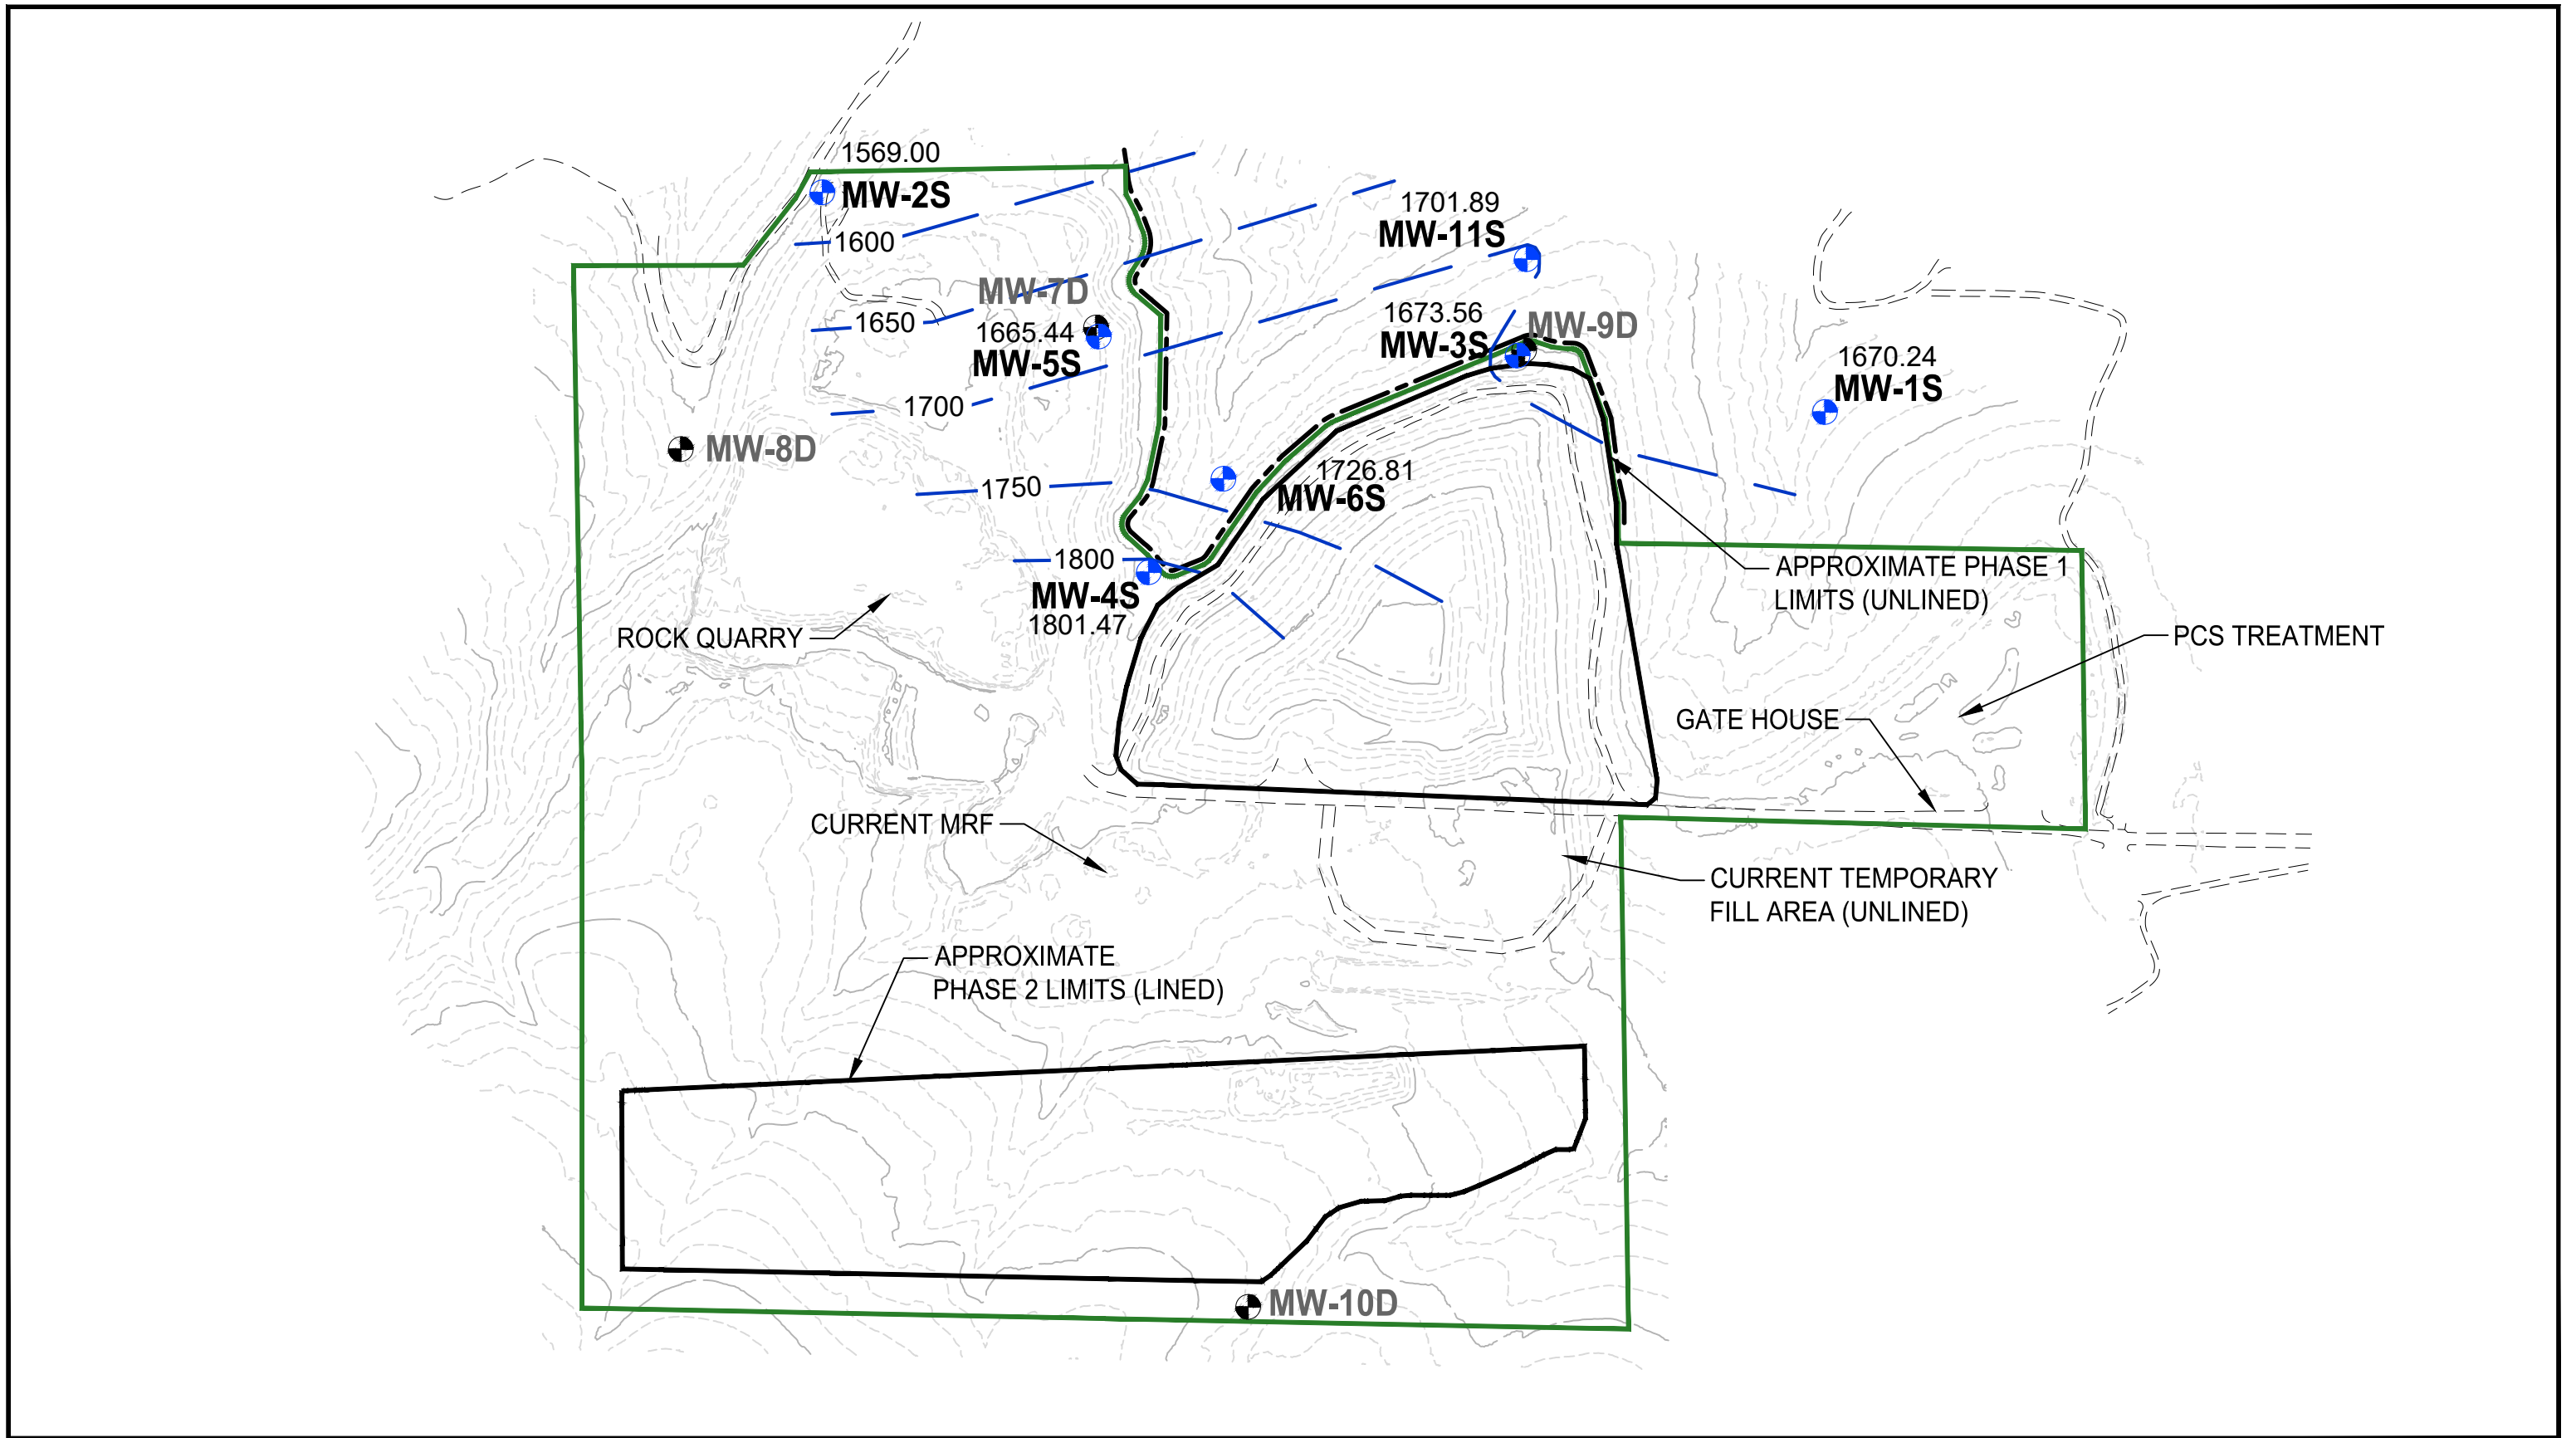 1569.00
MW-2S
1600
1701.89
MW-11S
MW-7D
1650
1665.44
MW-5S
1673.56
MW-9D
MW-3S
1670.24
MW-1S
1700
MW-8D
1726.81
MW-6S
1750
1800
MW-4S
1801.47
APPROXIMATE PHASE 1
LIMITS (UNLINED)
ROCK QUARRY
PCS TREATMENT
GATE HOUSE
CURRENT MRF
CURRENT TEMPORARY
FILL AREA (UNLINED)
APPROXIMATE
PHASE 2 LIMITS (LINED)
MW-10D